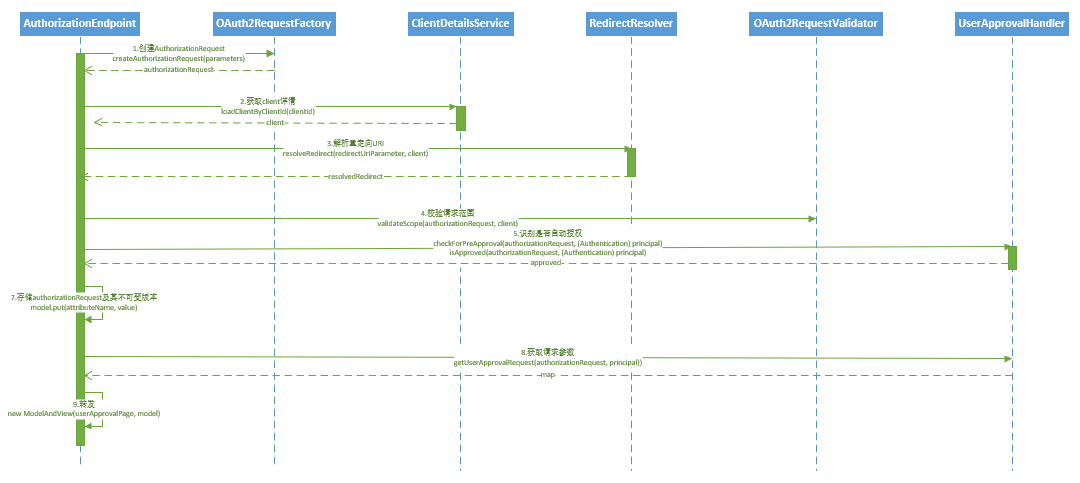 AuthorizationEndpoint
OAuth2RequestFactory
ClientDetailsService
RedirectResolver
OAuth2RequestValidator
UserApprovalHandler
1.创建AuthorizationRequest
createAuthorizationRequest(parameters)
authorizationRequest
2.获取client详情
loadClientByClientId(clientId)
client
3.解析重定向URI
resolveRedirect(redirectUriParameter, client)
resolvedRedirect
4.校验请求范围
validateScope(authorizationRequest, client)
5.识别是否自动授权
checkForPreApproval(authorizationRequest, (Authentication) principal)
isApproved(authorizationRequest, (Authentication) principal)
approved
7.存储authorizationRequest及其不可受版本
model.put(attributeName, value)
8.获取请求参数
getUserApprovalRequest(authorizationRequest, principal))
map
9.转发
new ModelAndView(userApprovalPage, model)